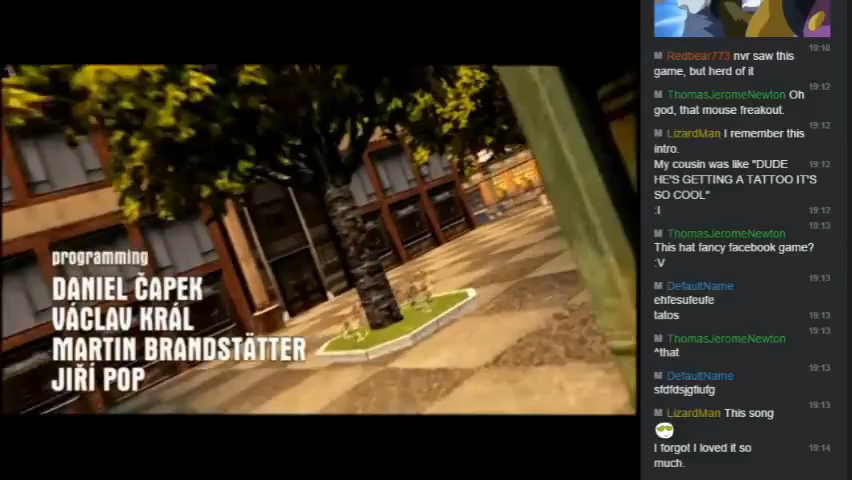 programming
DANIEL ČAPEK
VÁCLAV KRÁL
MARTIN BRANDSTÄTTER
JIŘÍ POP
19:10
Redbear773 nvr saw this
game, but herd of it
19:12
ThomasJeromeNewton Oh
god, that mouse freakout.
19:12
LizardMan I remember this
intro.
My cousin was like "DUDE 19:12
HE'S GETTING A TATTOO IT'S
SO COOL"
:I 19:12
19:13
ThomasJeromeNewton
This hat fancy facebook game?
:V
DefaultName 19:13
ehfesufeufe
tatos 19:13
19:13
ThomasJeromeNewton
^that
DefaultName 19:13
sfdfdsjgfiufg
LizardMan This song 19:13
I forgot I loved it so 19:14
much.